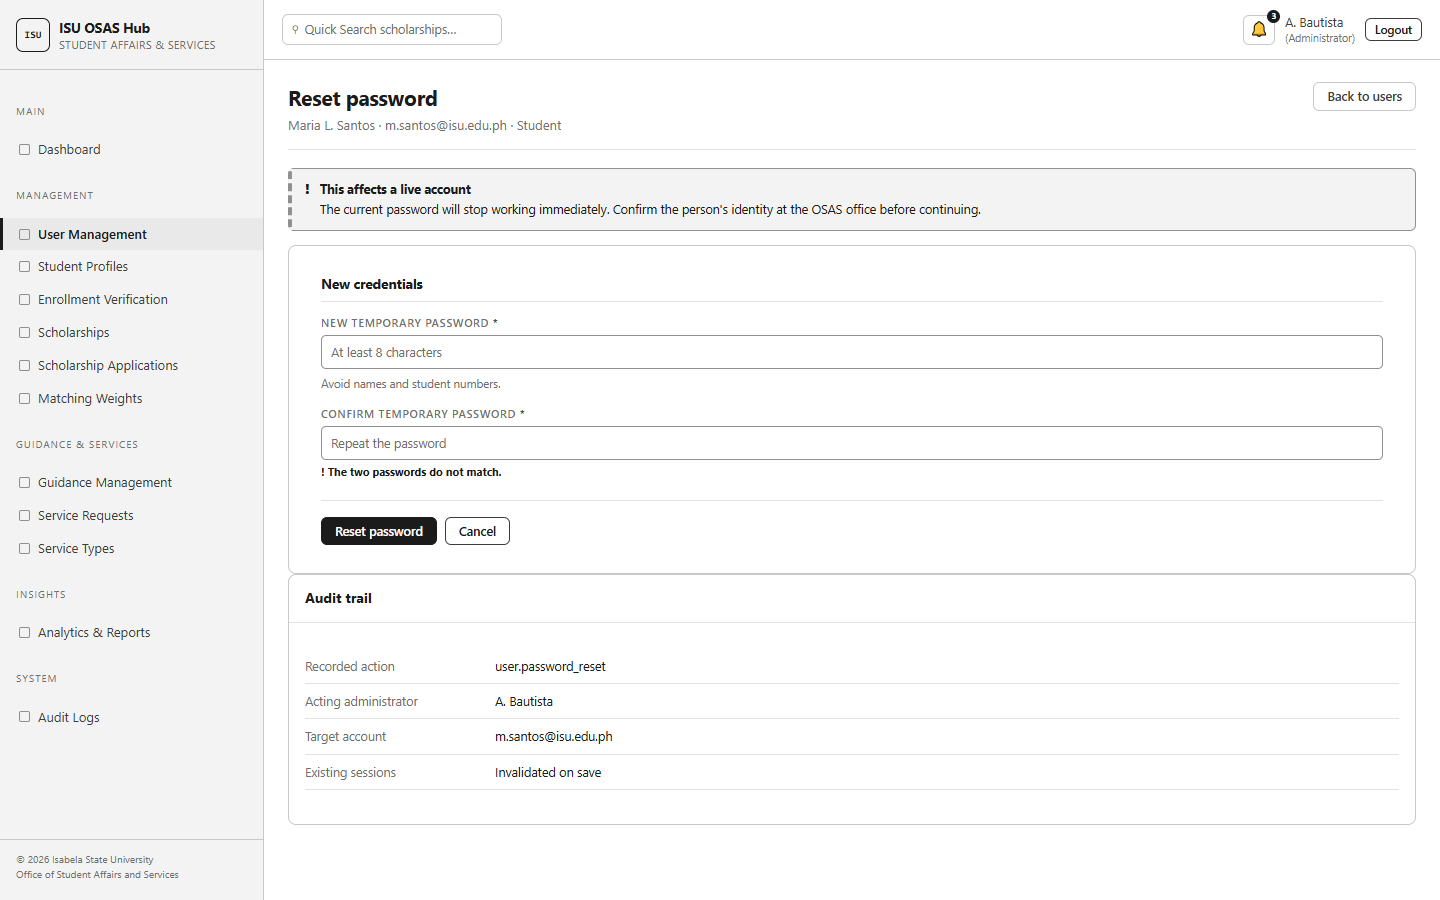 ISU
ISU OSAS Hub
STUDENT AFFAIRS & SERVICES
Quick Search scholarships...
3
A. Bautista
(Administrator)
Logout
MAIN
Dashboard
MANAGEMENT
User Management
Student Profiles
Enrollment Verification
Scholarships
Scholarship Applications
Matching Weights
GUIDANCE & SERVICES
Guidance Management
Service Requests
Service Types
INSIGHTS
Analytics & Reports
SYSTEM
Audit Logs
© 2026 Isabela State University
Office of Student Affairs and Services
Reset password
Back to users
Maria L. Santos · m.santos@isu.edu.ph · Student
! This affects a live account
The current password will stop working immediately. Confirm the person's identity at the OSAS office before continuing.
New credentials
NEW TEMPORARY PASSWORD *
At least 8 characters
Avoid names and student numbers.
CONFIRM TEMPORARY PASSWORD *
Repeat the password
! The two passwords do not match.
Reset password
Cancel
Audit trail
Recorded action user.password_reset
Acting administrator A. Bautista
Target account m.santos@isu.edu.ph
Existing sessions Invalidated on save